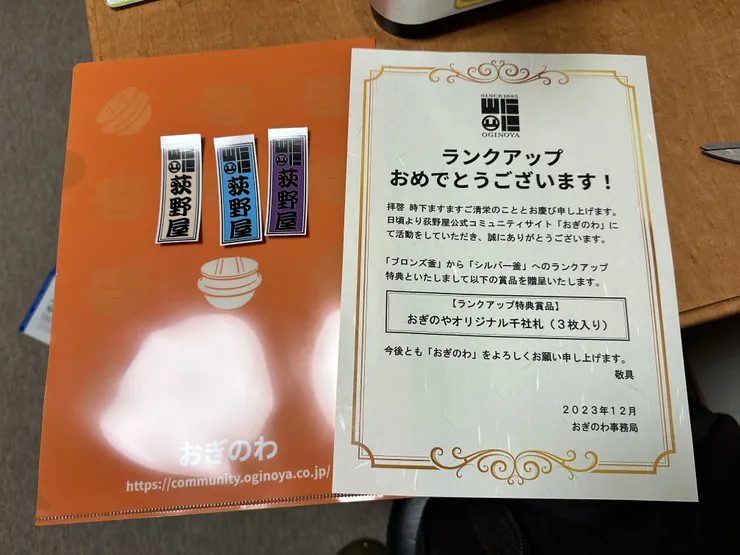 荻野屋
荻野屋
荻野屋
おぎのわ
https://community.oginoya.co.jp/
SINCE 1885
OGINOYA
ランクアップ
おめでとうございます！
拝啓 時下ますますご清栄のこととお慶び申し上げます。
日頃より荻野屋公式コミュニティサイト「おぎのわ」に
て活動をしていただき、誠にありがとうございます。
「ブロンズ釜」から「シルバー釜」へのランクアップ
特典といたしまして以下の賞品を贈呈いたします。
【ランクアップ特典賞品】
おぎのやオリジナル千社札（３枚入り）
今後とも「おぎのわ」をよろしくお願い申し上げます。
敬具
２０２３年１２月
おぎのわ事務局